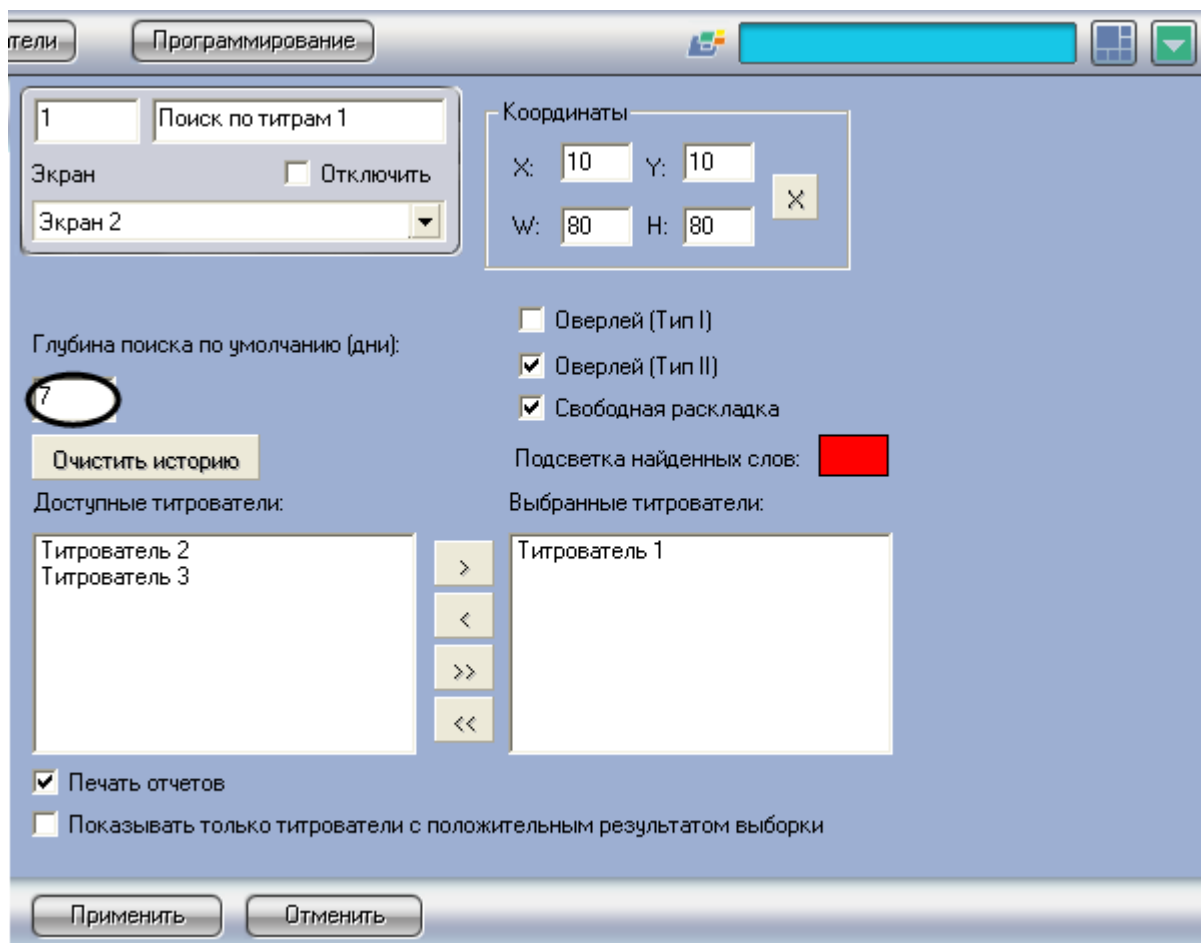 тели Программирование
1 Поиск по титрам 1
Экран Отключить
Экран 2
Координаты
X: 10 Y: 10
X
W: 80 H: 80
Глубина поиска по умолчанию (дни):
7
Очистить историю
Оверлей (Тип I)
Оверлей (Тип II)
Свободная раскладка
Подсветка найденных слов:
Доступные титрователи:
Титрователь 2
Титрователь 3
>
<
>>
<<
Выбранные титрователи:
Титрователь 1
Печать отчетов
Показывать только титрователи с положительным результатом выборки
Применить Отменить